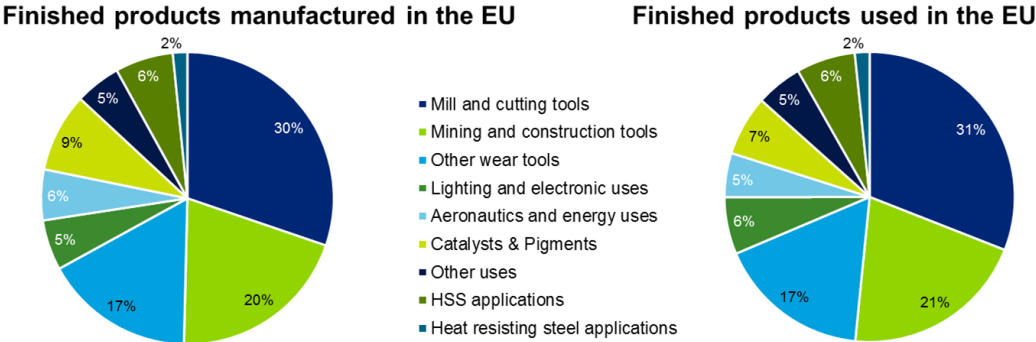 Finished products manufactured in the EU
2%
6%
5%
9%
6%
5%
17%
20%
30%
Mill and cutting tools
Mining and construction tools
Other wear tools
Lighting and electronic uses
Aeronautics and energy uses
Catalysts & Pigments
Other uses
HSS applications
Heat resisting steel applications
Finished products used in the EU
2%
6%
5%
7%
5%
6%
17%
21%
31%